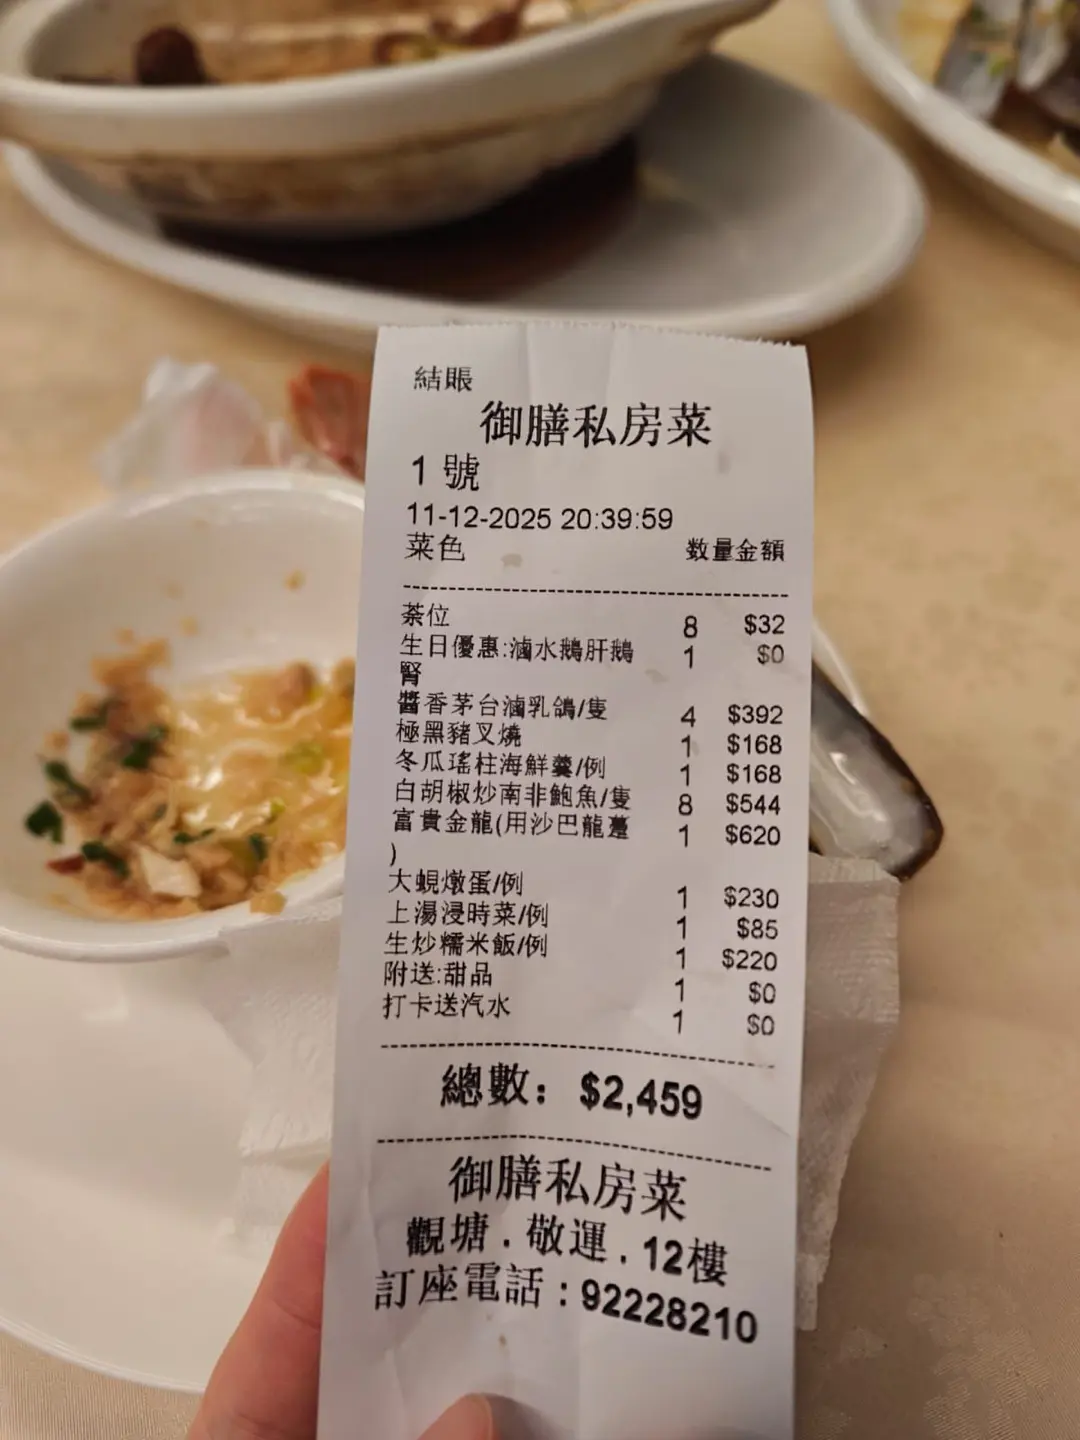 結賬
御膳私房菜
1 號
11-12-2025 20:39:59
菜色 数量金額
茶位 8 $32
生日優惠:滷水鵝肝鵝 1 $0
腎
醬香茅台滷乳鴿/隻 4 $392
極黑豬叉燒 1 $168
冬瓜瑤柱海鮮羹/例 1 $168
白胡椒炒南非鮑魚/隻 8 $544
富貴金龍(用沙巴龍躉 1 $620
)
大蜆燉蛋/例 1 $230
上湯浸時菜/例 1 $85
生炒糯米飯/例 1 $220
附送:甜品 1 $0
打卡送汽水 1 $0
總數: $2,459
御膳私房菜
觀塘.敬運.12樓
訂座電話:92228210